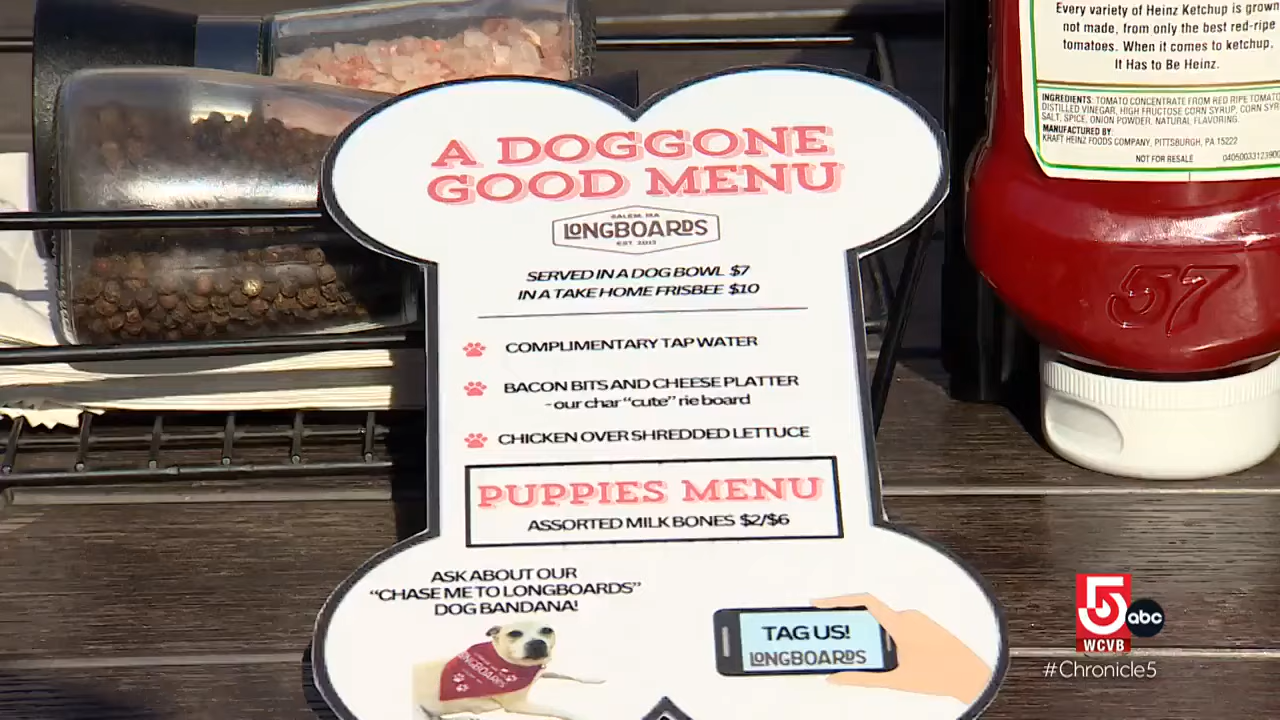 Every variety of Heinz Ketchup is grown,
not made, from only the best red-ripe
tomatoes. When it comes to ketchup,
It Has to Be Heinz.
INGREDIENTS: TOMATO CONCENTRATE FROM RED RIPE TOMATO
DISTILLED VINEGAR, HIGH FRUCTOSE CORN SYRUP, CORN SYR
SALT, SPICE, ONION POWDER, NATURAL FLAVORING.
MANUFACTURED BY:
KRAFT HEINZ FOODS COMPANY, PITTSBURGH, PA 15222
NOT FOR RESALE
57
A DOGGONE
GOOD MENU
SALEM, MA
LONGBOARDS
EST. 2013
SERVED IN A DOG BOWL $7
IN A TAKE HOME FRISBEE $10
COMPLIMENTARY TAP WATER
BACON BITS AND CHEESE PLATTER
- our char "cute" rie board
CHICKEN OVER SHREDDED LETTUCE
PUPPIES MENU
ASSORTED MILK BONES $2/$6
ASK ABOUT OUR
"CHASE ME TO LONGBOARDS"
DOG BANDANA!
LONGBOARDS
TAG US!
LONGBOARDS
5 abc
WCVB
#Chronicle5